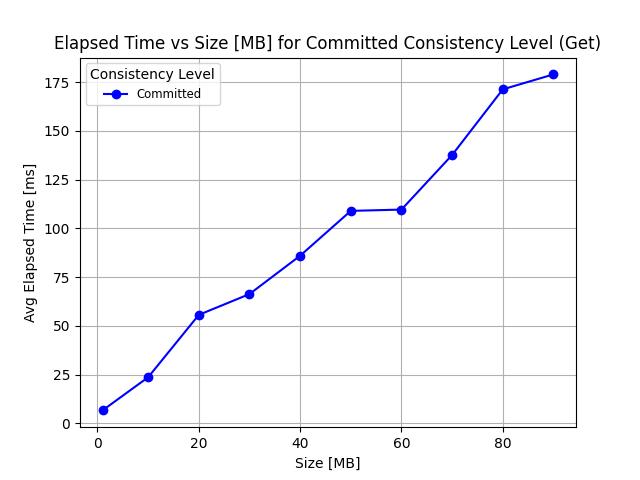 Elapsed Time vs Size [MB] for Committed Consistency Level (Get)
Consistency Level
Committed
Avg Elapsed Time [ms]
175
150
125
100
75
50
25
0
0 20 40 60 80
Size [MB]